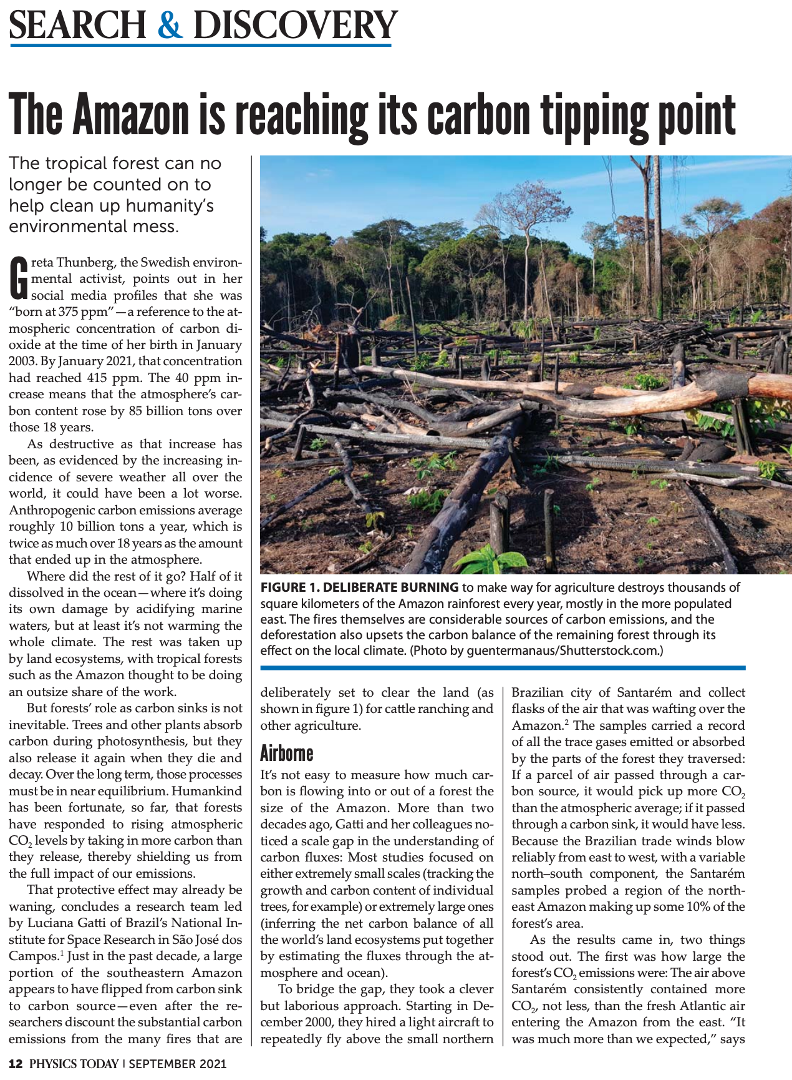 SEARCH & DISCOVERY
The Amazon is reaching its carbon tipping point
The tropical forest can no
longer be counted on to
help clean up humanity's
environmental mess.
Greta Thunberg, the Swedish environ-
mental activist, points out in her
social media profiles that she was
"born at 375 ppm"—a reference to the at-
mospheric concentration of carbon di-
oxide at the time of her birth in January
2003. By January 2021, that concentration
had reached 415 ppm. The 40 ppm in-
crease means that the atmosphere's car-
bon content rose by 85 billion tons over
those 18 years.
As destructive as that increase has
been, as evidenced by the increasing in-
cidence of severe weather all over the
world, it could have been a lot worse.
Anthropogenic carbon emissions average
roughly 10 billion tons a year, which is
twice as much over 18 years as the amount
that ended up in the atmosphere.
Where did the rest of it go? Half of it
dissolved in the ocean—where it's doing
its own damage by acidifying marine
waters, but at least it's not warming the
whole climate. The rest was taken up
by land ecosystems, with tropical forests
such as the Amazon thought to be doing
an outsize share of the work.
But forests' role as carbon sinks is not
inevitable. Trees and other plants absorb
carbon during photosynthesis, but they
also release it again when they die and
decay. Over the long term, those processes
must be in near equilibrium. Humankind
has been fortunate, so far, that forests
have responded to rising atmospheric
CO₂ levels by taking in more carbon than
they release, thereby shielding us from
the full impact of our emissions.
That protective effect may already be
waning, concludes a research team led
by Luciana Gatti of Brazil's National In-
stitute for Space Research in São José dos
Campos.¹ Just in the past decade, a large
portion of the southeastern Amazon
appears to have flipped from carbon sink
to carbon source—even after the re-
searchers discount the substantial carbon
emissions from the many fires that are
FIGURE 1. DELIBERATE BURNING to make way for agriculture destroys thousands of
square kilometers of the Amazon rainforest every year, mostly in the more populated
east. The fires themselves are considerable sources of carbon emissions, and the
deforestation also upsets the carbon balance of the remaining forest through its
effect on the local climate. (Photo by guentermanaus/Shutterstock.com.)
deliberately set to clear the land (as
shown in figure 1) for cattle ranching and
other agriculture.
Airborne
It's not easy to measure how much car-
bon is flowing into or out of a forest the
size of the Amazon. More than two
decades ago, Gatti and her colleagues no-
ticed a scale gap in the understanding of
carbon fluxes: Most studies focused on
either extremely small scales (tracking the
growth and carbon content of individual
trees, for example) or extremely large ones
(inferring the net carbon balance of all
the world's land ecosystems put together
by estimating the fluxes through the at-
mosphere and ocean).
To bridge the gap, they took a clever
but laborious approach. Starting in De-
cember 2000, they hired a light aircraft to
repeatedly fly above the small northern
Brazilian city of Santarém and collect
flasks of the air that was wafting over the
Amazon.² The samples carried a record
of all the trace gases emitted or absorbed
by the parts of the forest they traversed:
If a parcel of air passed through a car-
bon source, it would pick up more CO₂
than the atmospheric average; if it passed
through a carbon sink, it would have less.
Because the Brazilian trade winds blow
reliably from east to west, with a variable
north–south component, the Santarém
samples probed a region of the north-
east Amazon making up some 10% of the
forest's area.
As the results came in, two things
stood out. The first was how large the
forest's CO₂ emissions were: The air above
Santarém consistently contained more
CO₂, not less, than the fresh Atlantic air
entering the Amazon from the east. "It
was much more than we expected," says
12 PHYSICS TODAY | SEPTEMBER 2021